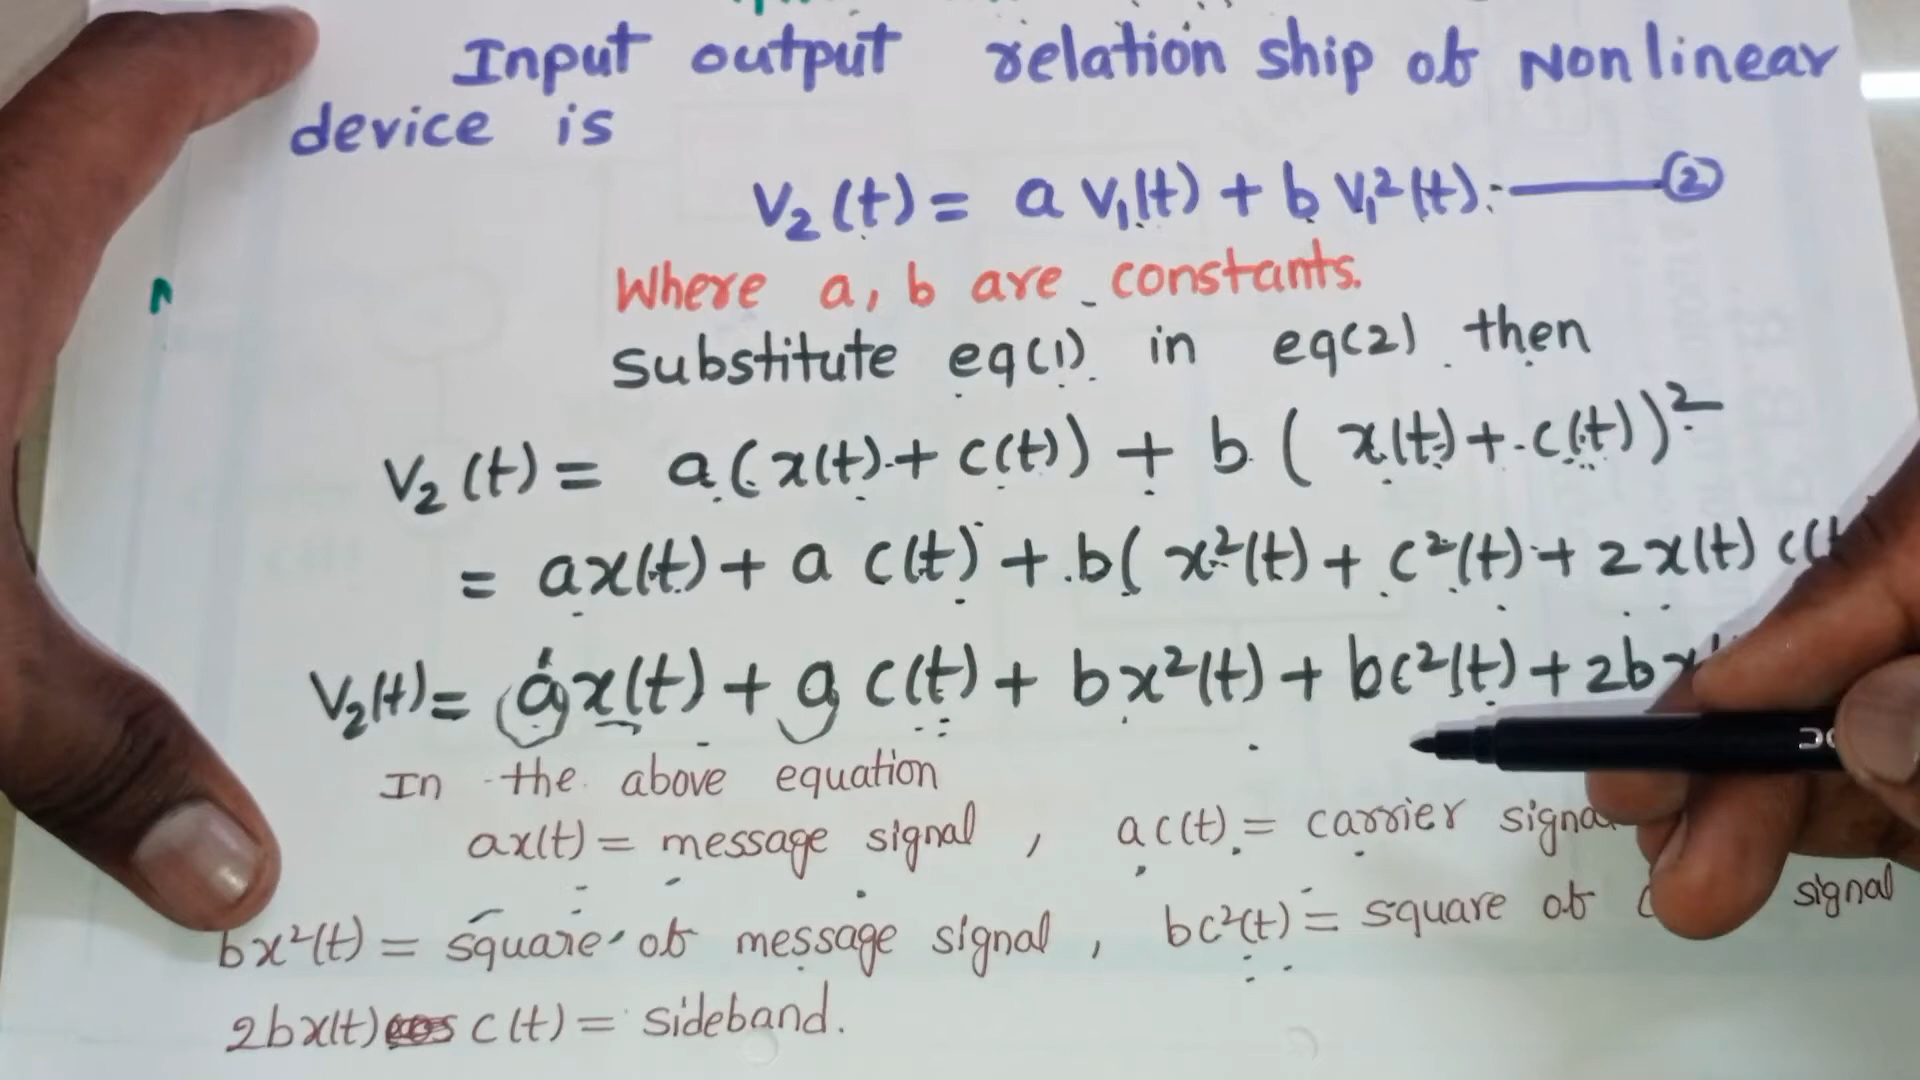 Input output relation ship of Nonlinear
device is
V₂(t) = a V₁(t) + b V₁²(t). ②
Where a, b are constants.
Substitute eq(1) in eq(2) then
V₂(t) = a(x(t) + c(t)) + b ( x(t) + c(t))²
= ax(t) + a c(t) + b( x²(t) + c²(t) + 2x(t)
V₂(t) = ax(t) + a c(t) + bx²(t) + bc²(t) + 2b
In the above equation
ax(t) = message signal , ac(t) = carrier
bx²(t) = square of message signal , bc²(t) = square of signal
2bx(t) c(t) = sideband.